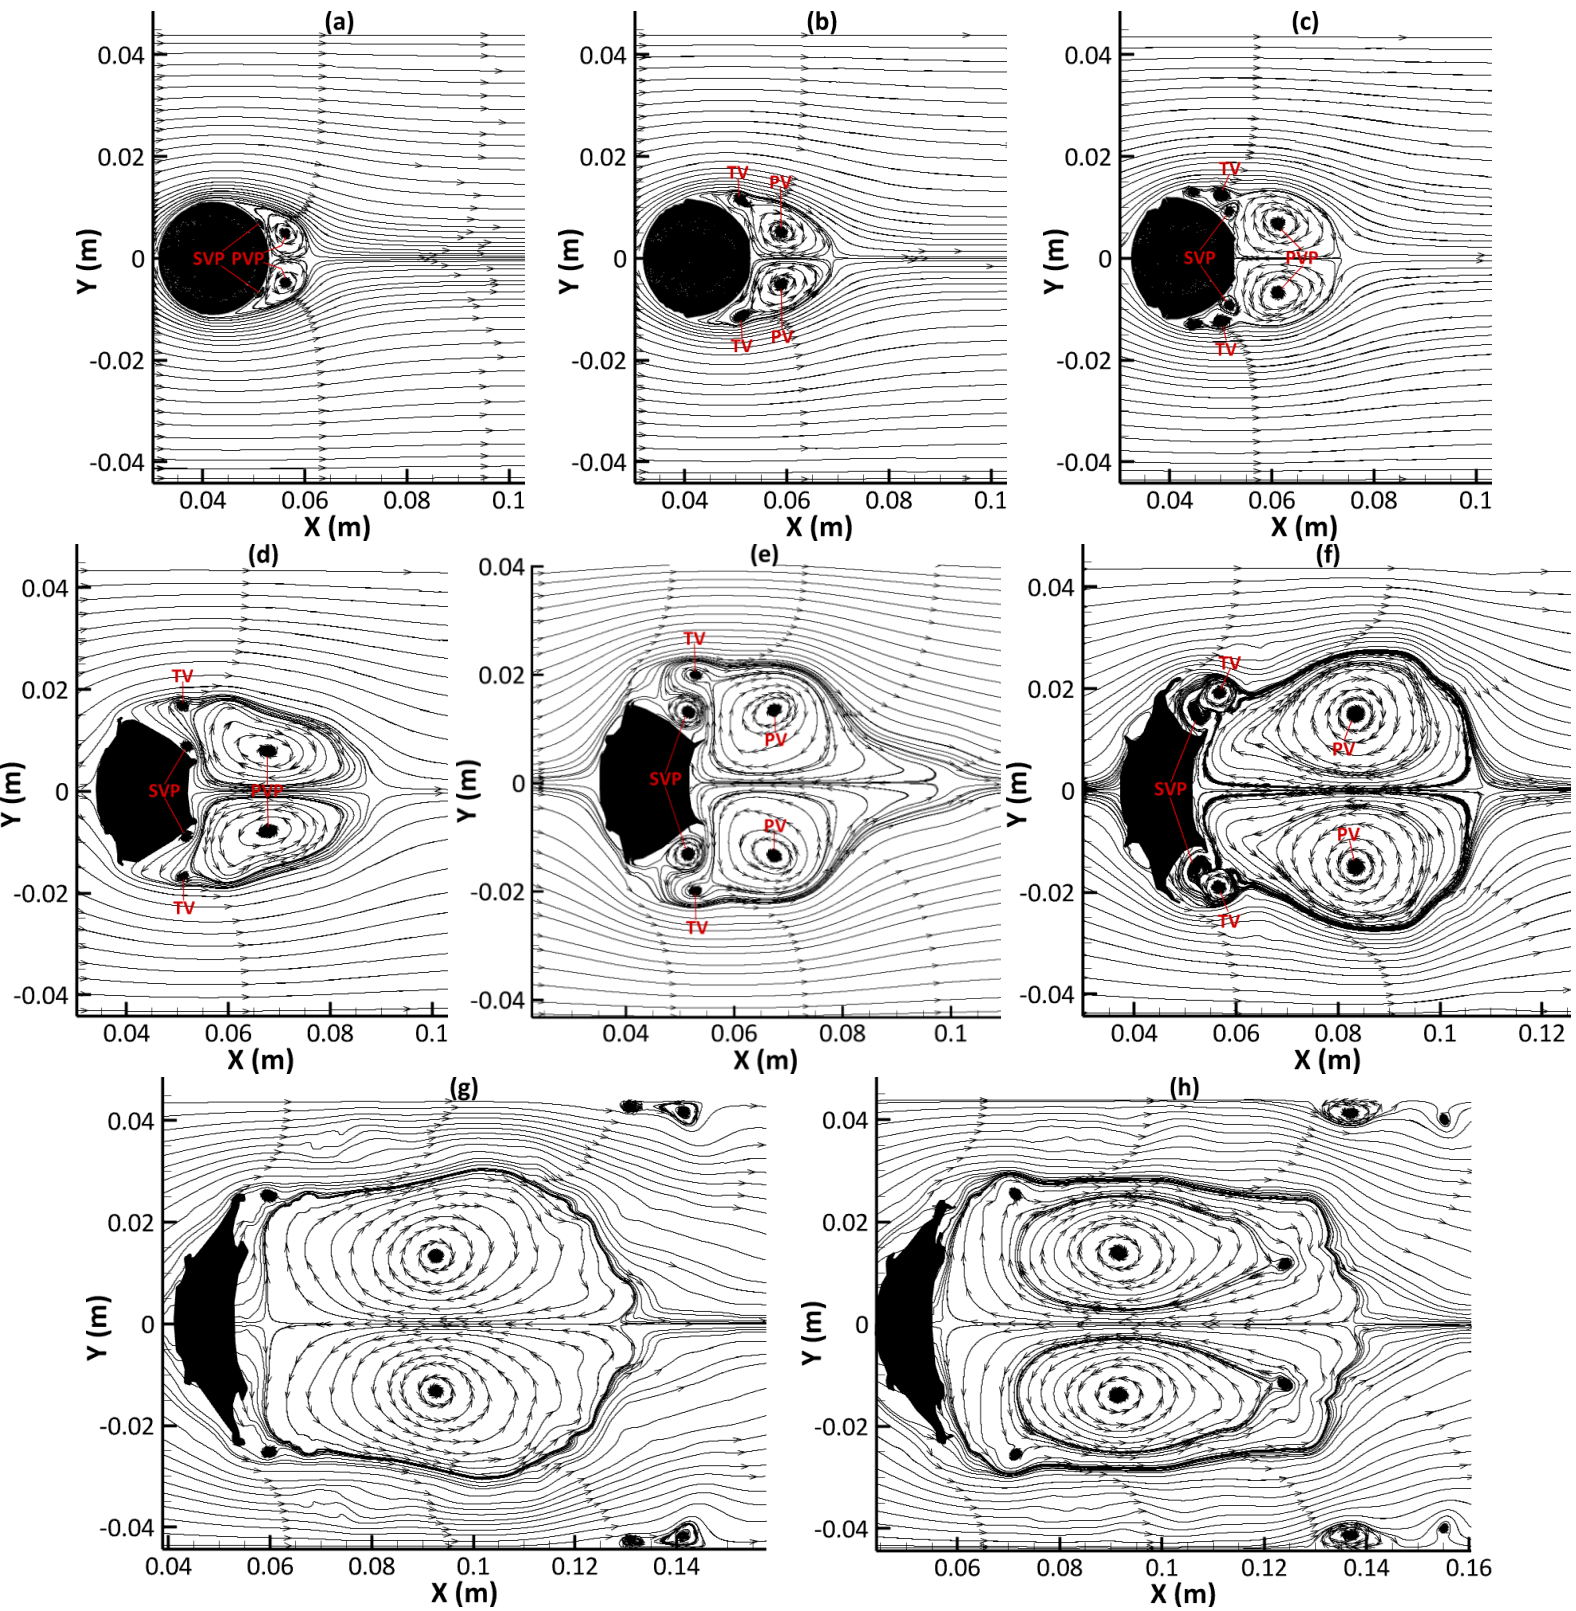 (a)
0.04
0.02
0
-0.02
-0.04
Y (m)
SVP PVP
0.04 0.06 0.08 0.1
X (m)
(b)
0.04
0.02
0
-0.02
-0.04
Y (m)
TV PV
TV PV
0.04 0.06 0.08 0.1
X (m)
(c)
0.04
0.02
0
-0.02
-0.04
Y (m)
TV
SVP PVP
TV
0.04 0.06 0.08 0.1
X (m)
(d)
0.04
0.02
0
-0.02
-0.04
Y (m)
TV
SVP PVP
TV
0.04 0.06 0.08 0.1
X (m)
(e)
0.04
0.02
0
-0.02
-0.04
Y (m)
TV
PV
SVP
PV
TV
0.04 0.06 0.08 0.1
X (m)
(f)
0.04
0.02
0
-0.02
-0.04
Y (m)
TV
PV
SVP
PV
TV
0.04 0.06 0.08 0.1 0.12
X (m)
(g)
0.04
0.02
0
-0.02
-0.04
Y (m)
0.04 0.06 0.08 0.1 0.12 0.14
X (m)
(h)
0.04
0.02
0
-0.02
-0.04
Y (m)
0.06 0.08 0.1 0.12 0.14 0.16
X (m)